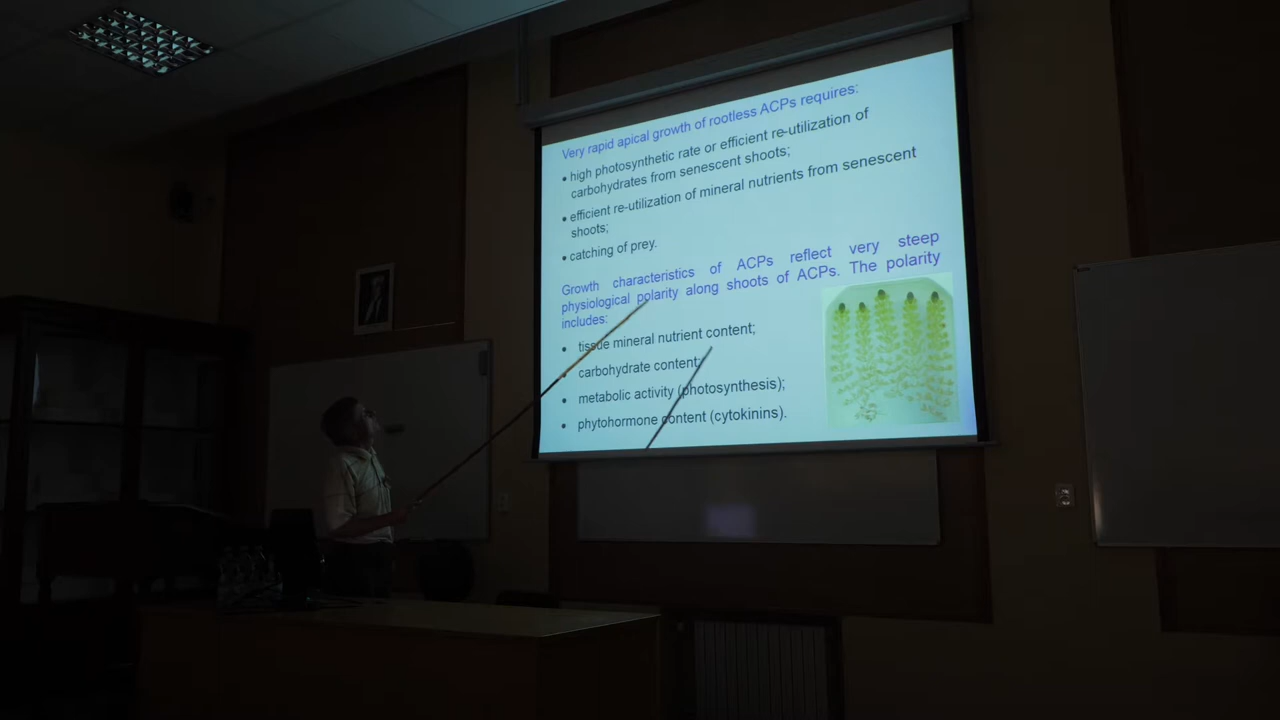 Very rapid apical growth of rootless ACPs requires:
• high photosynthetic rate or efficient re-utilization of
carbohydrates from senescent shoots;
• efficient re-utilization of mineral nutrients from senescent
shoots;
• catching of prey.
Growth characteristics of ACPs reflect very steep
physiological polarity along shoots of ACPs. The polarity
includes:
• tissue mineral nutrient content;
• carbohydrate content;
• metabolic activity (photosynthesis);
• phytohormone content (cytokinins).